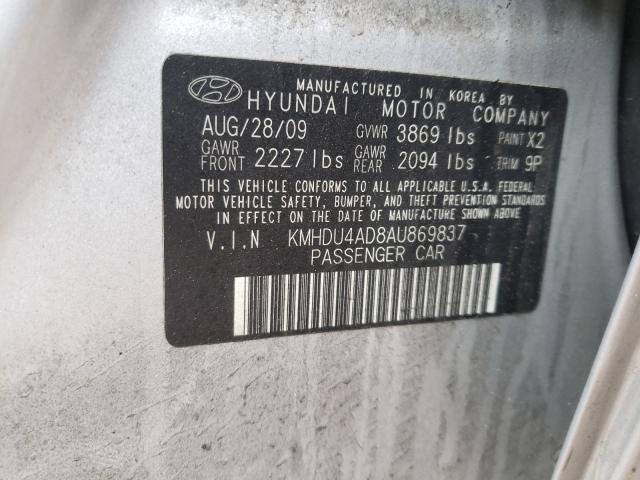 MANUFACTURED IN KOREA BY
HYUNDAI MOTOR COMPANY
AUG/28/09 GVWR 3869 lbs PAINT X2
GAWR FRONT 2227 lbs GAWR REAR 2094 lbs TRIM 9P
THIS VEHICLE CONFORMS TO ALL APPLICABLE U.S.A. FEDERAL
MOTOR VEHICLE SAFETY, BUMPER, AND THEFT PREVENTION STANDARDS
IN EFFECT ON THE DATE OF MANUFACTURE SHOWN ABOVE.
V.I.N KMHDU4AD8AU869837
PASSENGER CAR